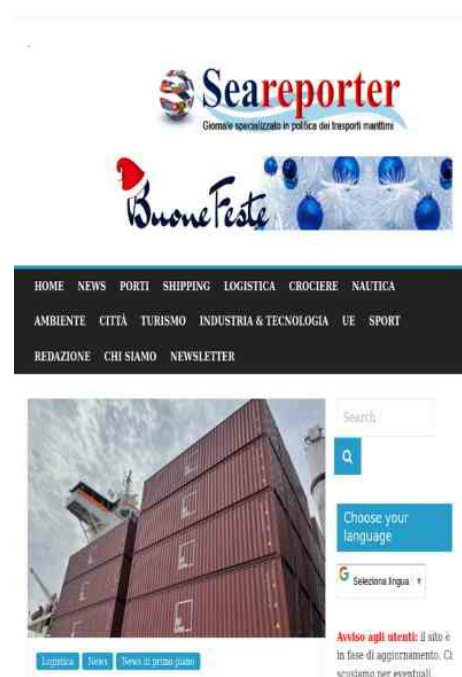 Seareporter
Giornale specializzato in politica dei trasporti marittimi
Buone Feste
HOME NEWS PORTI SHIPPING LOGISTICA CROCIERE NAUTICA
AMBIENTE CITTÀ TURISMO INDUSTRIA & TECNOLOGIA UE SPORT
REDAZIONE CHI SIAMO NEWSLETTER
Search
Choose your
language
Seleziona lingua ▼
Avviso agli utenti: il sito è
in fase di aggiornamento. Ci
scusiamo per eventuali
Logistica News News in primo piano